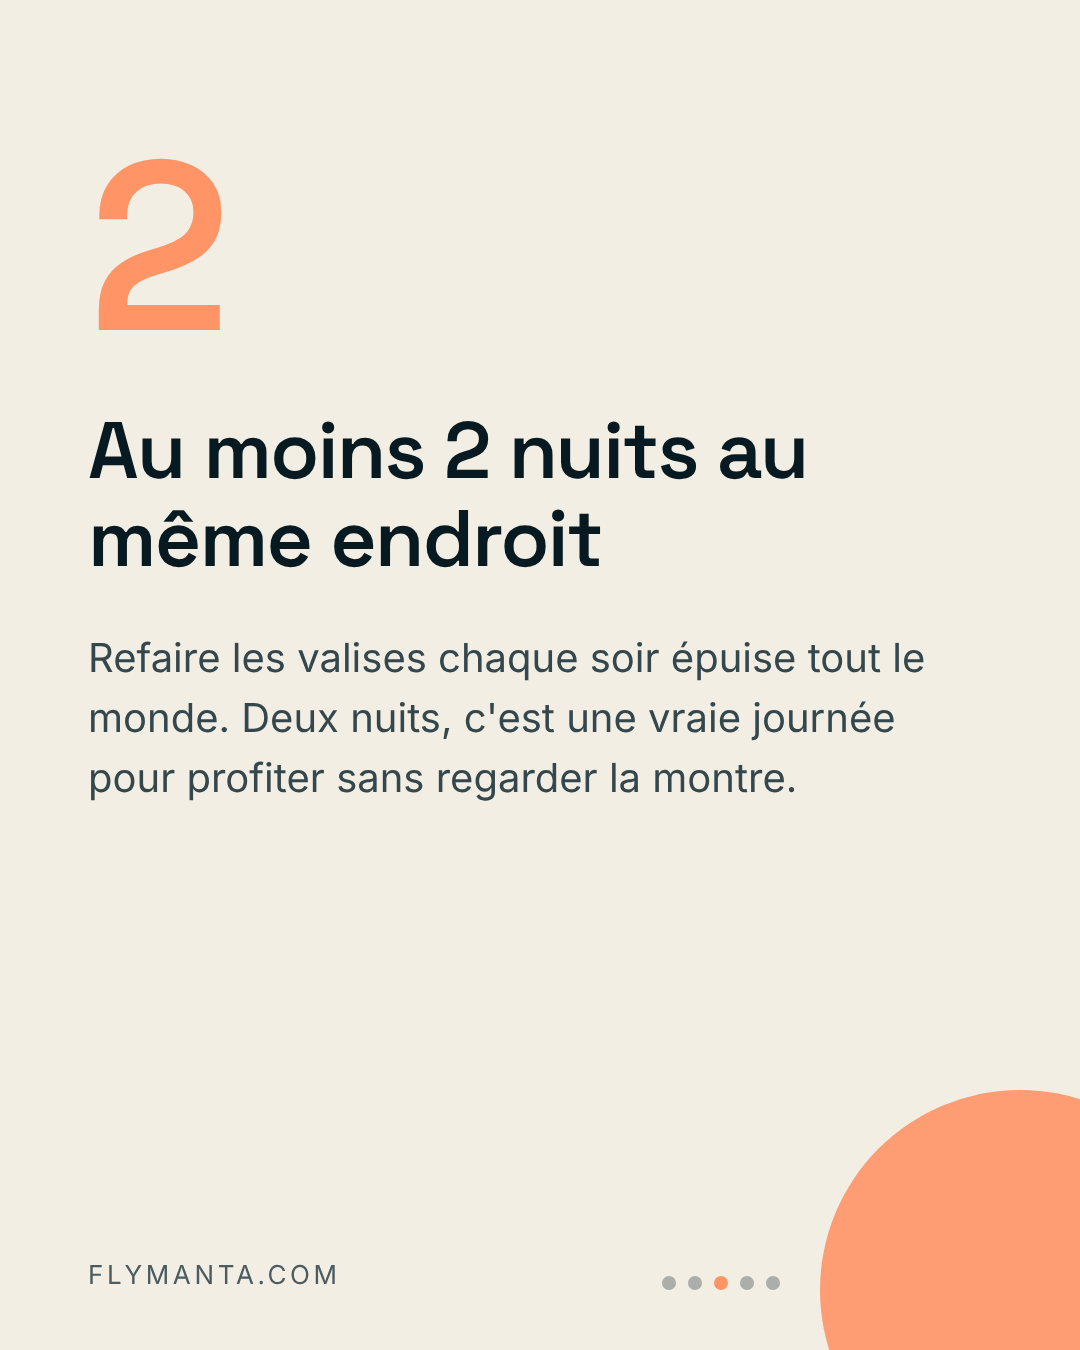 2
Au moins 2 nuits au
même endroit
Refaire les valises chaque soir épuise tout le
monde. Deux nuits, c'est une vraie journée
pour profiter sans regarder la montre.
FLYMANTA.COM